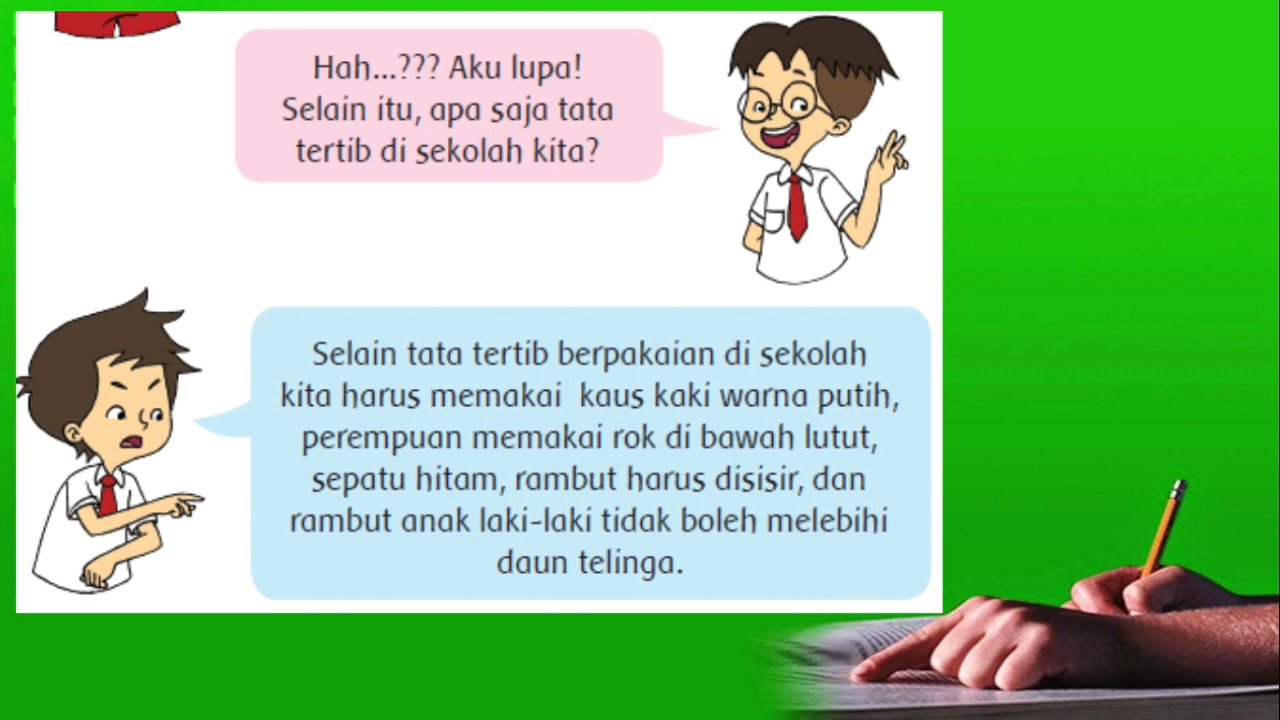 Hah...??? Aku lupa!
Selain itu, apa saja tata
tertib di sekolah kita?
Selain tata tertib berpakaian di sekolah
kita harus memakai kaus kaki warna putih,
perempuan memakai rok di bawah lutut,
sepatu hitam, rambut harus disisir, dan
rambut anak laki-laki tidak boleh melebihi
daun telinga.